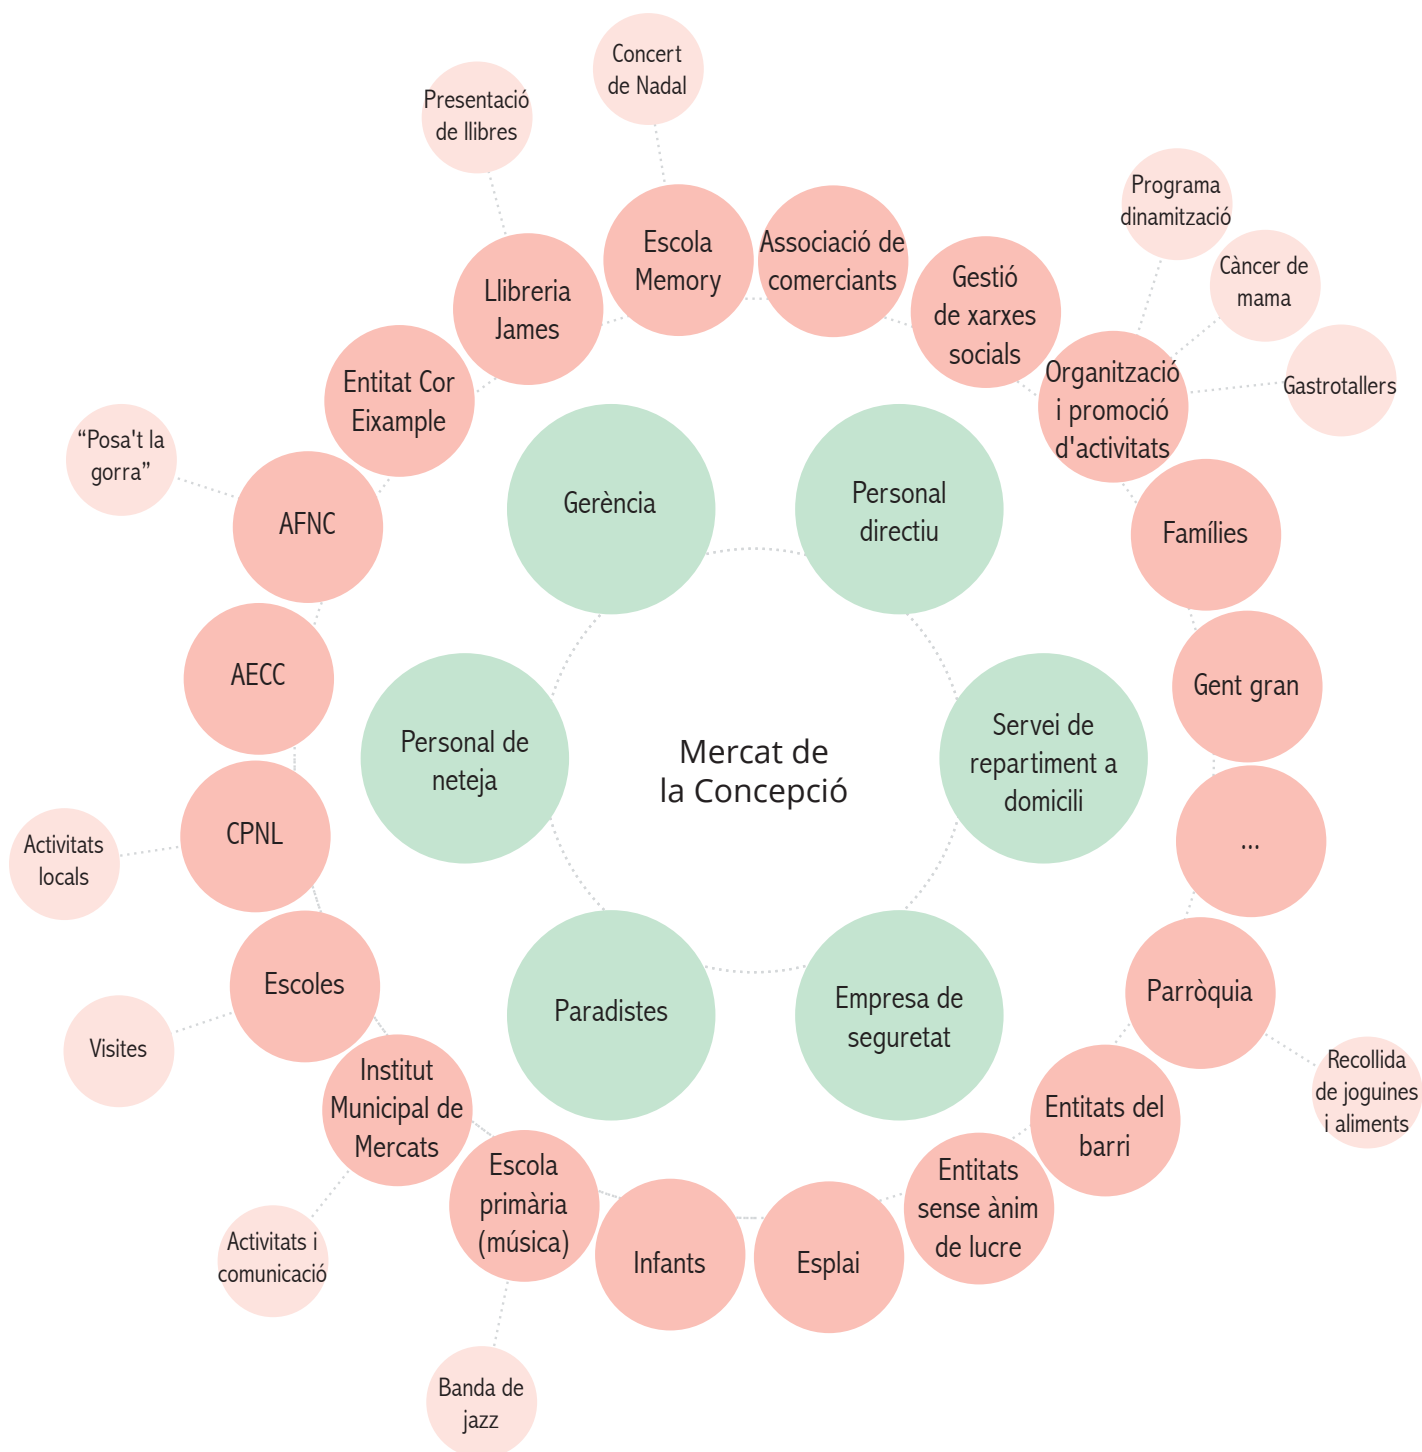 Concert
de Nadal
Presentació
de llibres
Programa
dinamització
Càncer de
mama
Gastrotallers
Escola
Memory
Associació de
comerciants
Gestió
de xarxes
socials
Llibreria
James
Organització
i promoció
d'activitats
Entitat Cor
Eixample
“Posa't la
gorra”
AFNC
Famílies
Gerència
Personal
directiu
AECC
Gent gran
Personal de
neteja
Mercat de
la Concepció
Servei de
repartiment a
domicili
CPNL
...
Activitats
locals
Escoles
Parròquia
Paradistes
Empresa de
seguretat
Visites
Recollida
de joguines
i aliments
Institut
Municipal de
Mercats
Entitats del
barri
Escola
primària
(música)
Entitats
sense ànim
de lucre
Infants
Esplai
Activitats i
comunicació
Banda de
jazz